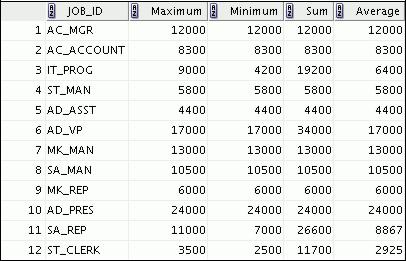 JOB_ID Maximum Minimum Sum Average
1 AC_MGR 12000 12000 12000 12000
2 AC_ACCOUNT 8300 8300 8300 8300
3 IT_PROG 9000 4200 19200 6400
4 ST_MAN 5800 5800 5800 5800
5 AD_ASST 4400 4400 4400 4400
6 AD_VP 17000 17000 34000 17000
7 MK_MAN 13000 13000 13000 13000
8 SA_MAN 10500 10500 10500 10500
9 MK_REP 6000 6000 6000 6000
10 AD_PRES 24000 24000 24000 24000
11 SA_REP 11000 7000 26600 8867
12 ST_CLERK 3500 2500 11700 2925